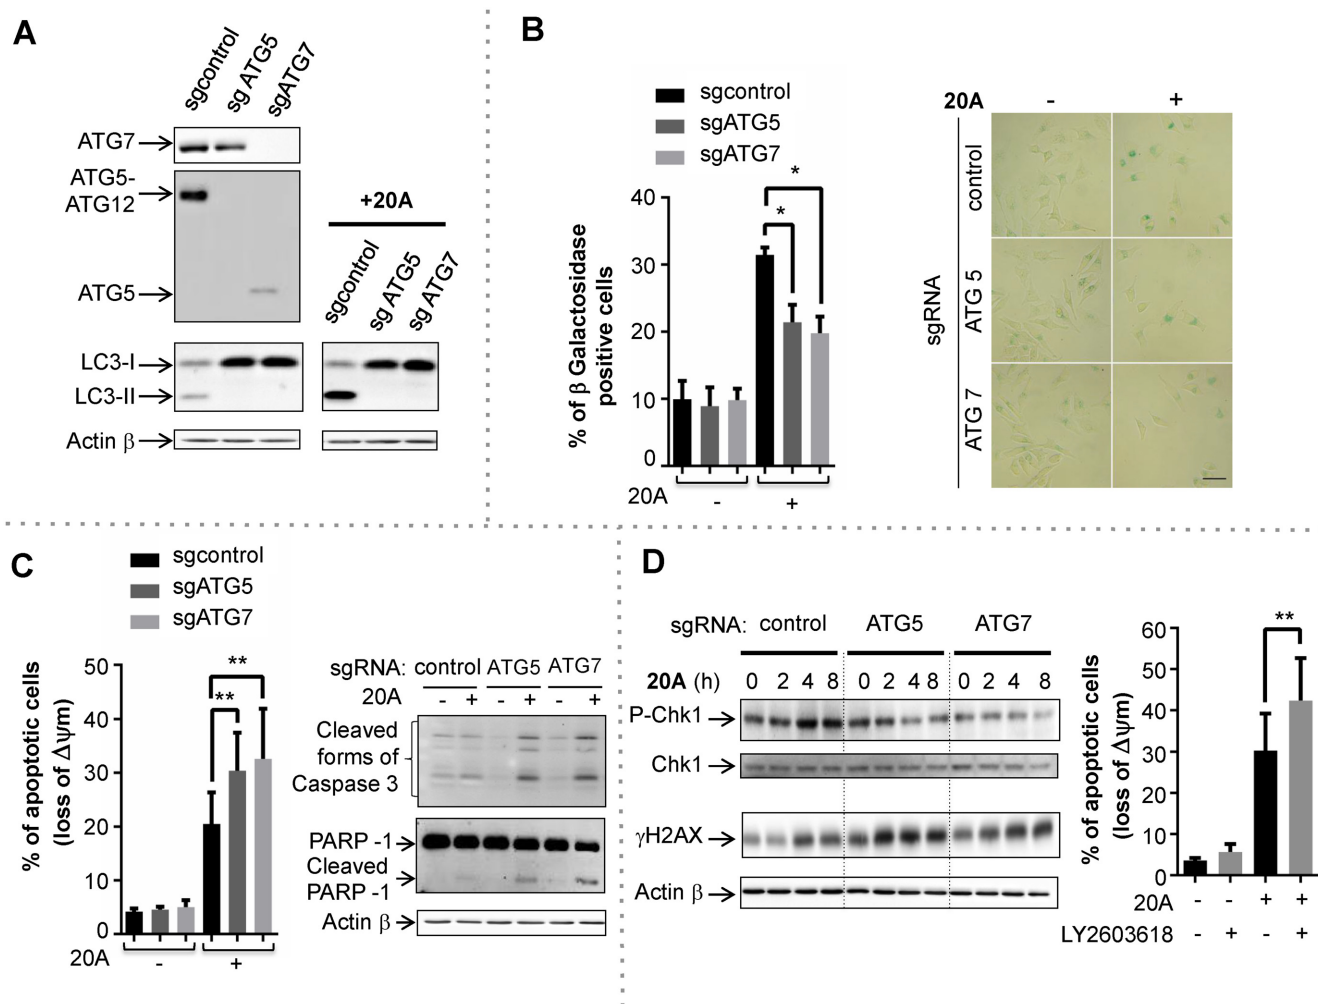 A
sgcontrol
sg ATG5
sgATG7
ATG7
ATG5-
ATG12
ATG5
LC3-I
LC3-II
Actin β
+20A
sgcontrol
sg ATG5
sg ATG7
B
sgcontrol
sgATG5
sgATG7
% of β Galactosidase
positive cells
40
30
20
10
0
*
*
20A
-
+
20A
-
+
sgRNA
control
ATG 5
ATG 7
C
sgcontrol
sgATG5
sgATG7
% of apoptotic cells
(loss of Δψm)
50
40
30
20
10
0
**
**
20A
-
+
sgRNA: control ATG5 ATG7
20A - + - + - +
Cleaved
forms of
Caspase 3
PARP -1
Cleaved
PARP -1
Actin β
D
sgRNA: control ATG5 ATG7
20A (h) 0 2 4 8 0 2 4 8 0 2 4 8
P-Chk1
Chk1
γH2AX
Actin β
% of apoptotic cells
(loss of Δψm)
60
50
40
30
20
10
0
**
20A - - + +
LY2603618 - + - +